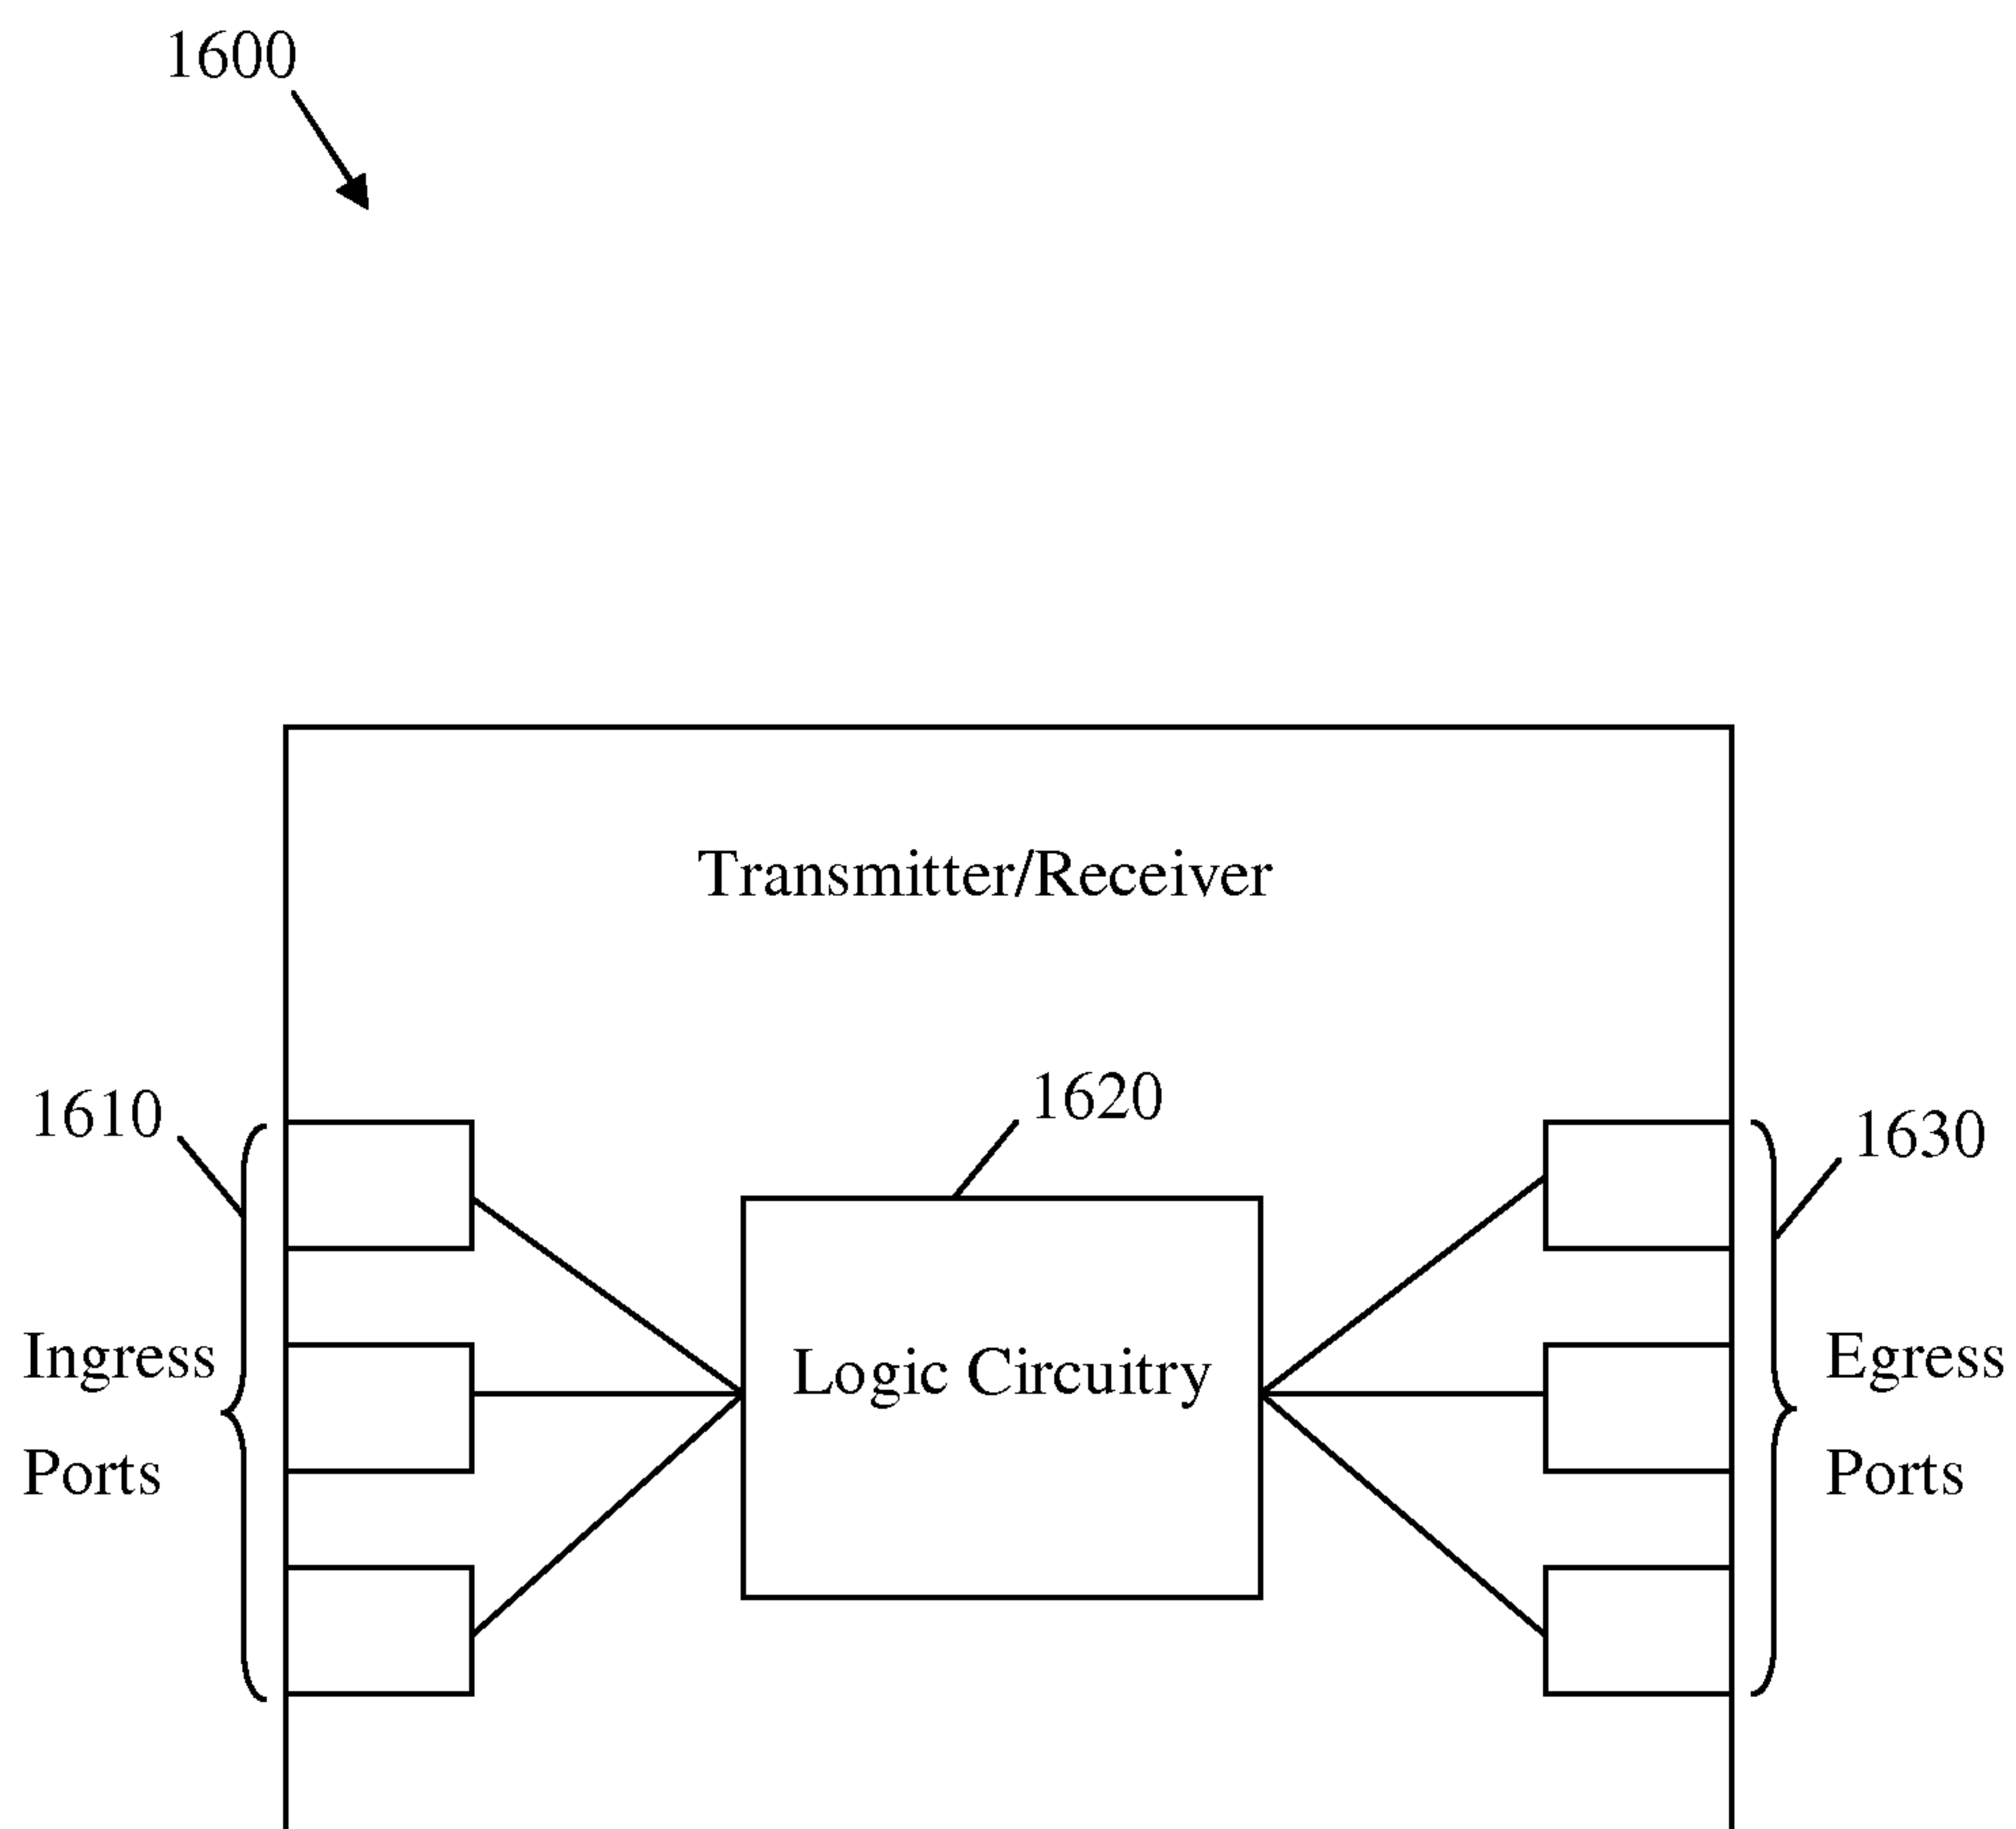 1600
Transmitter/Receiver
1610
1620
1630
Ingress
Ports
Logic Circuitry
Egress
Ports